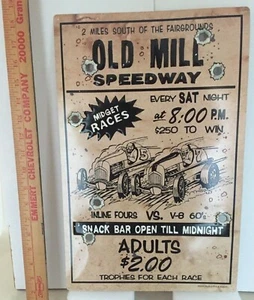 2 MILES SOUTH OF THE FAIRGROUNDS
OLD MILL
SPEEDWAY
EVERY SAT NIGHT
MIDGET
RACES
at 8:00 P.M.
$250 TO WIN
INLINE FOURS VS. V-8 60's
SNACK BAR OPEN TILL MIDNIGHT
ADULTS
$2.00
TROPHIES FOR EACH RACE
EMMERT CHEVROLET COMPANY 20000 Grand